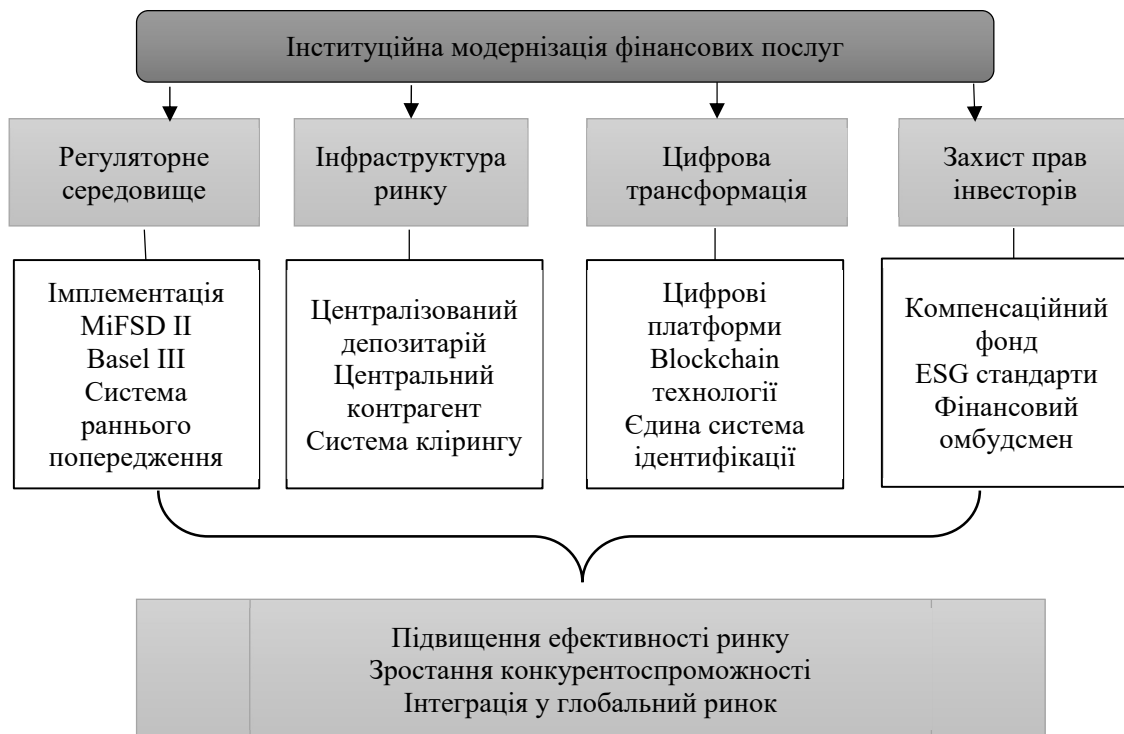 Інституційна модернізація фінансових послуг
Регуляторне
середовище
Інфраструктура
ринку
Цифрова
трансформація
Захист прав
інвесторів
Імплементація
MiFSD II
Basel III
Система
раннього
попередження
Централізований
депозитарій
Центральний
контрагент
Система клірингу
Цифрові
платформи
Blockchain
технології
Єдина система
ідентифікації
Компенсаційний
фонд
ESG стандарти
Фінансовий
омбудсмен
Підвищення ефективності ринку
Зростання конкурентоспроможності
Інтеграція у глобальний ринок